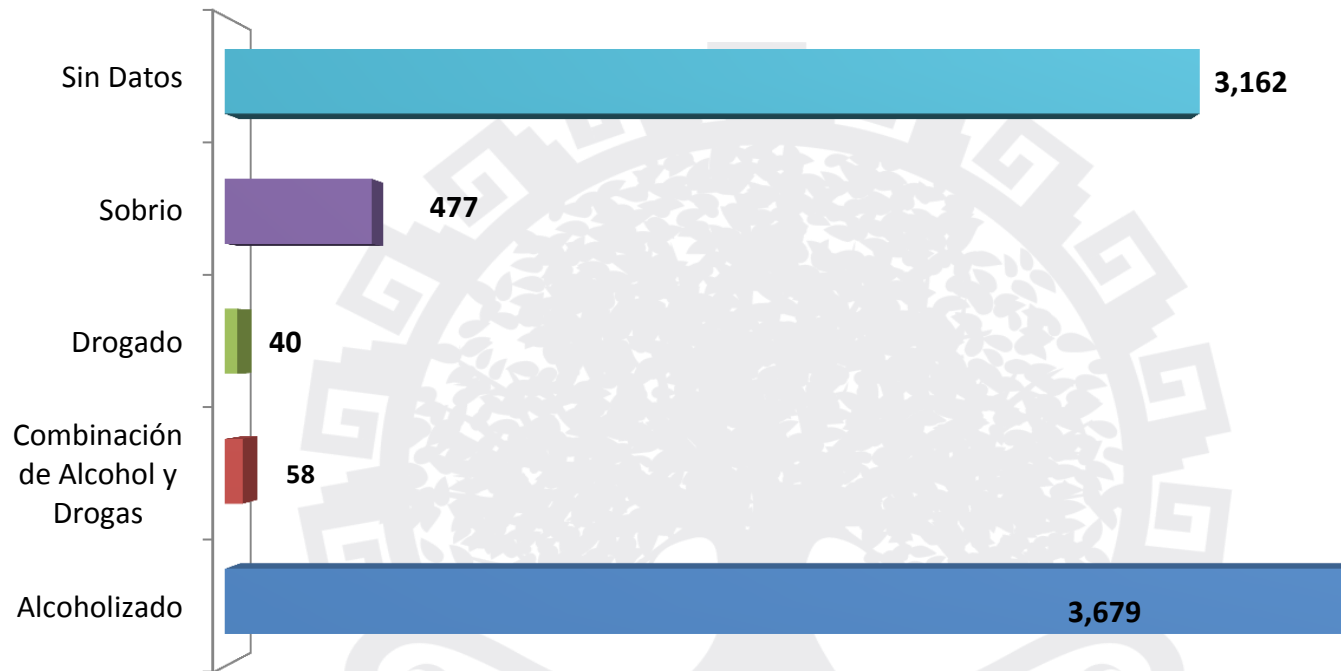 Sin Datos
3,162
Sobrio
477
Drogado
40
Combinación
de Alcohol y
Drogas
58
Alcoholizado
3,679